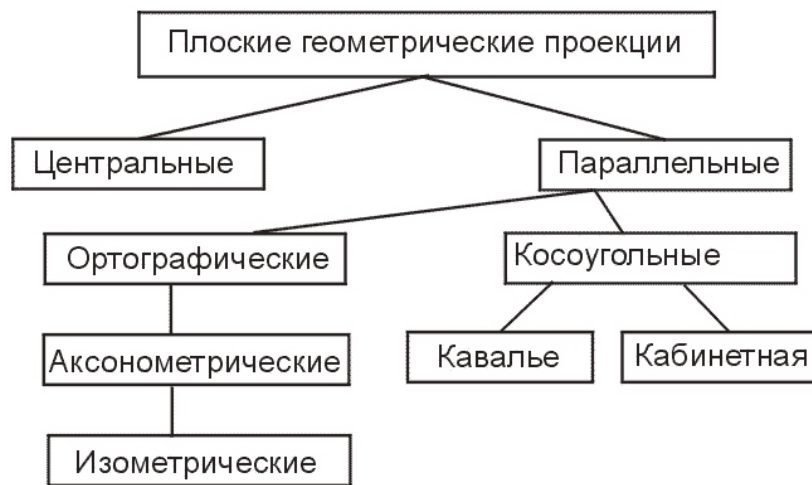 Плоские геометрические проекции
Центральные
Параллельные
Ортографические
Косоугольные
Аксонометрические
Кавалье
Кабинетная
Изометрические